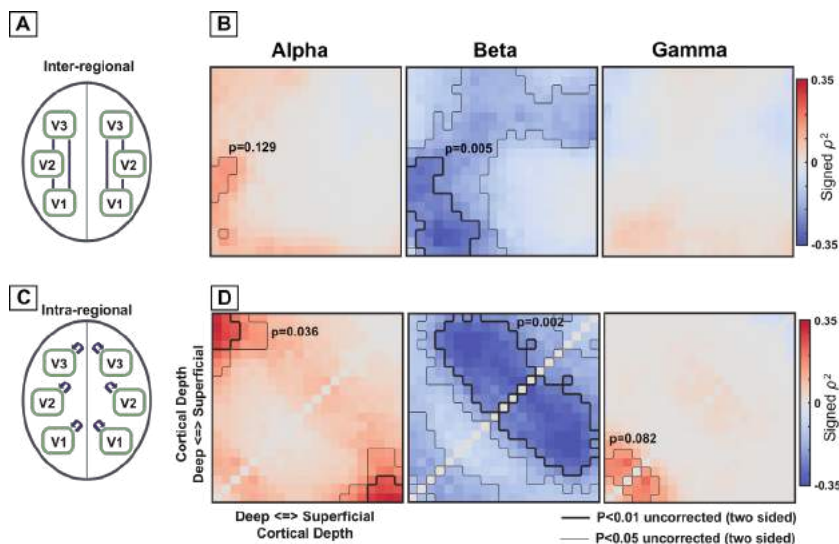 A
Inter-regional
V3
V3
V2
V2
V1
V1
B
Alpha
Beta
Gamma
p=0.129
p=0.005
0.35
0
-0.35
Signed ρ²
C
Intra-regional
V3
V3
V2
V2
V1
V1
D
p=0.036
p=0.002
p=0.082
0.35
0
-0.35
Signed ρ²
Cortical Depth
Deep <=> Superficial
Deep <=> Superficial
Cortical Depth
P<0.01 uncorrected (two sided)
P<0.05 uncorrected (two sided)